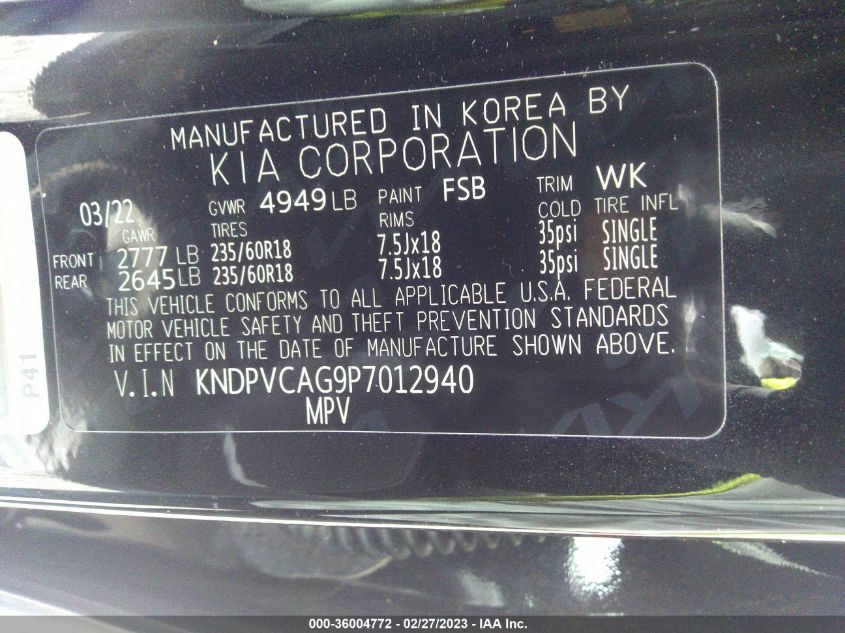 MANUFACTURED IN KOREA BY
KIA CORPORATION
03/22 GVWR 4949 LB PAINT FSB TRIM WK
GAWR TIRES RIMS COLD TIRE INFL
FRONT 2777 LB 235/60R18 7.5Jx18 35psi SINGLE
REAR 2645 LB 235/60R18 7.5Jx18 35psi SINGLE
THIS VEHICLE CONFORMS TO ALL APPLICABLE U.S.A. FEDERAL
MOTOR VEHICLE SAFETY AND THEFT PREVENTION STANDARDS
IN EFFECT ON THE DATE OF MANUFACTURE SHOWN ABOVE.
V.I.N KNDPVCAG9P7012940
MPV
P41
000-36004772 - 02/27/2023 - IAA Inc.